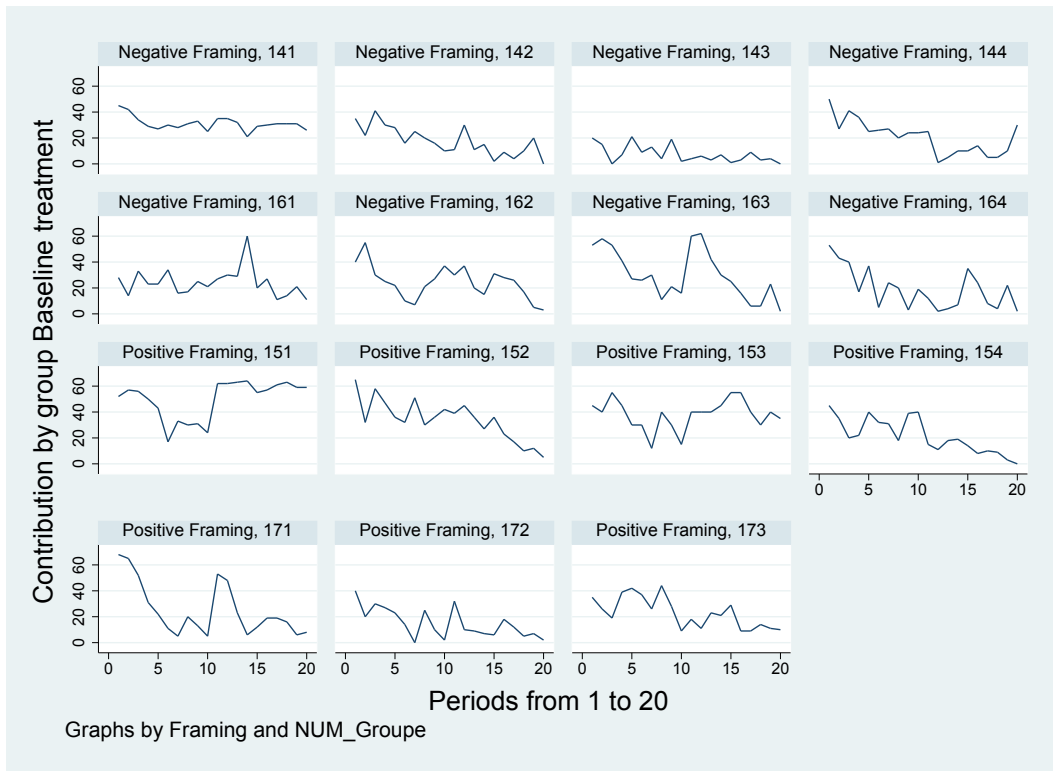 Contribution by group Baseline treatment
Negative Framing, 141
Negative Framing, 142
Negative Framing, 143
Negative Framing, 144
0 20 40 60
Negative Framing, 161
Negative Framing, 162
Negative Framing, 163
Negative Framing, 164
0 20 40 60
Positive Framing, 151
Positive Framing, 152
Positive Framing, 153
Positive Framing, 154
0 20 40 60
0 5 10 15 20
Positive Framing, 171
Positive Framing, 172
Positive Framing, 173
0 20 40 60
0 5 10 15 20
0 5 10 15 20
0 5 10 15 20
Periods from 1 to 20
Graphs by Framing and NUM_Groupe